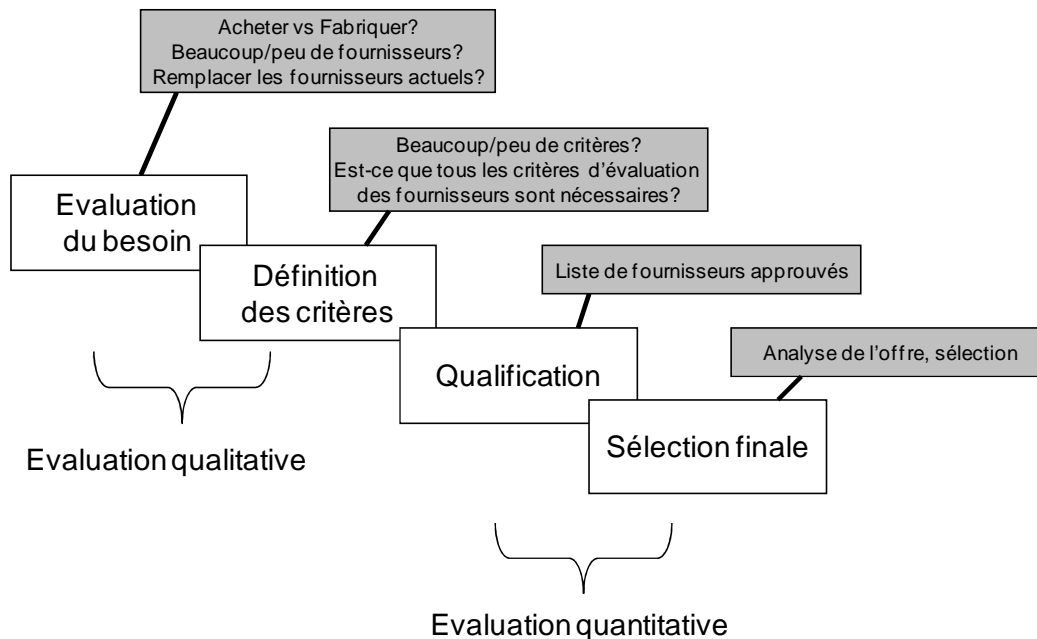 Acheter vs Fabriquer?
Beaucoup/peu de fournisseurs?
Remplacer les fournisseurs actuels?
Beaucoup/peu de critères?
Est-ce que tous les critères d'évaluation
des fournisseurs sont nécessaires?
Evaluation
du besoin
Définition
des critères
Liste de fournisseurs approuvés
Qualification
Analyse de l'offre, sélection
Sélection finale
Evaluation qualitative
Evaluation quantitative